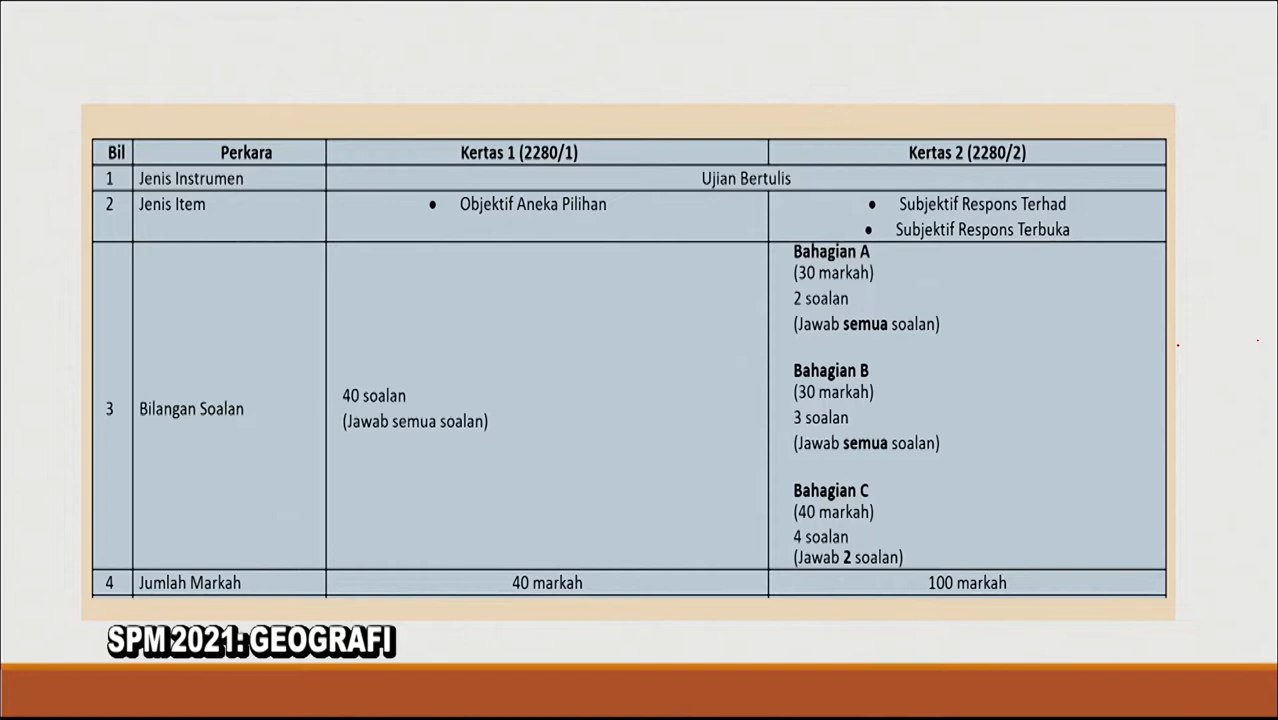 Bil Perkara Kertas 1 (2280/1) Kertas 2 (2280/2)
1 Jenis Instrumen Ujian Bertulis
2 Jenis Item • Objektif Aneka Pilihan • Subjektif Respons Terhad
• Subjektif Respons Terbuka
3 Bilangan Soalan
40 soalan
(Jawab semua soalan)
Bahagian A
(30 markah)
2 soalan
(Jawab semua soalan)
Bahagian B
(30 markah)
3 soalan
(Jawab semua soalan)
Bahagian C
(40 markah)
4 soalan
(Jawab 2 soalan)
4 Jumlah Markah 40 markah 100 markah
SPM 2021: GEOGRAFI